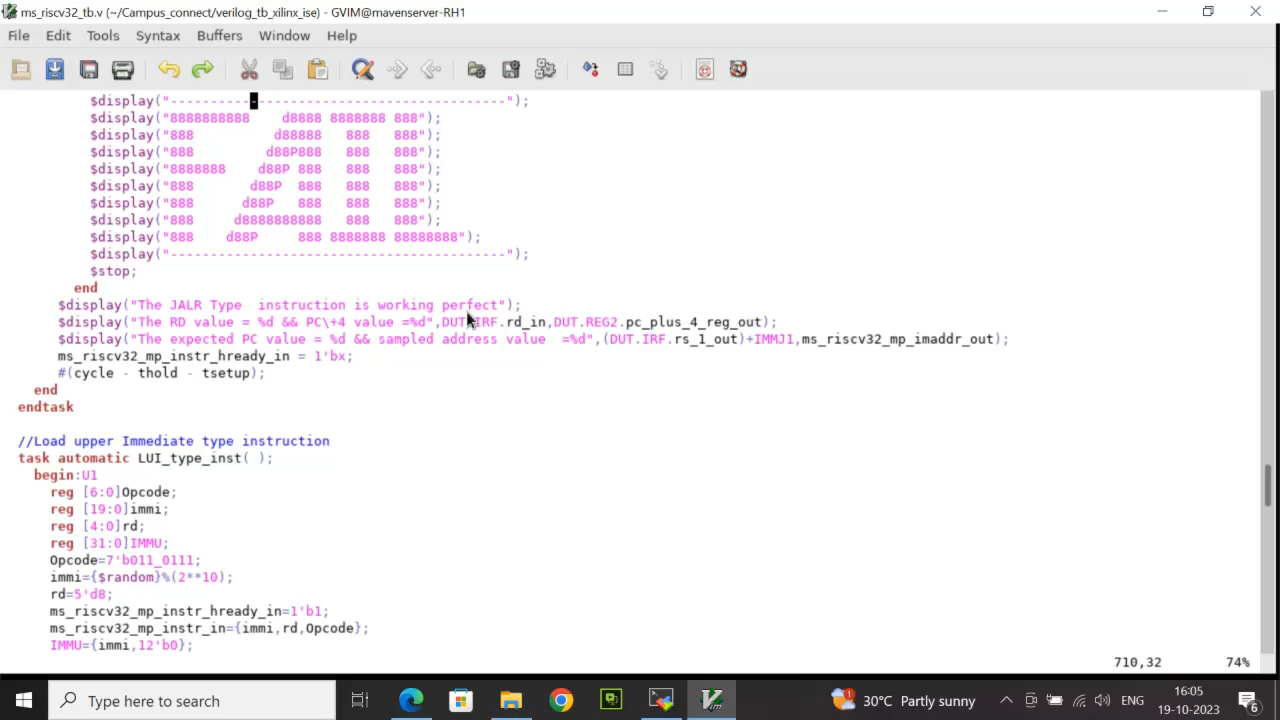 ms_riscv32_tb.v (~/Campus_connect/verilog_tb_xilinx_ise) - GVIM@mavenserver-RH1
File Edit Tools Syntax Buffers Window Help
$display("------------------------------------------");
$display("8888888888    d8888 8888888 888");
$display("888          d88888   888   888");
$display("888         d88P888   888   888");
$display("8888888    d88P 888   888   888");
$display("888       d88P  888   888   888");
$display("888      d88P   888   888   888");
$display("888     d8888888888   888   888");
$display("888    d88P     888 8888888 88888888");
$display("------------------------------------------");
$stop;
end
$display("The JALR Type  instruction is working perfect");
$display("The RD value = %d && PC\+4 value =%d",DUT.IRF.rd_in,DUT.REG2.pc_plus_4_reg_out);
$display("The expected PC value = %d && sampled address value  =%d",(DUT.IRF.rs_1_out)+IMMJ1,ms_riscv32_mp_imaddr_out);
ms_riscv32_mp_instr_hready_in = 1'bx;
#(cycle - thold - tsetup);
end
endtask
//Load upper Immediate type instruction
task automatic LUI_type_inst( );
begin:U1
reg [6:0]Opcode;
reg [19:0]immi;
reg [4:0]rd;
reg [31:0]IMMU;
Opcode=7'b011_0111;
immi={$random}%(2**10);
rd=5'd8;
ms_riscv32_mp_instr_hready_in=1'b1;
ms_riscv32_mp_instr_in={immi,rd,Opcode};
IMMU={immi,12'b0};
710,32 74%
Type here to search
1
30°C Partly sunny
ENG
16:05
19-10-2023
6